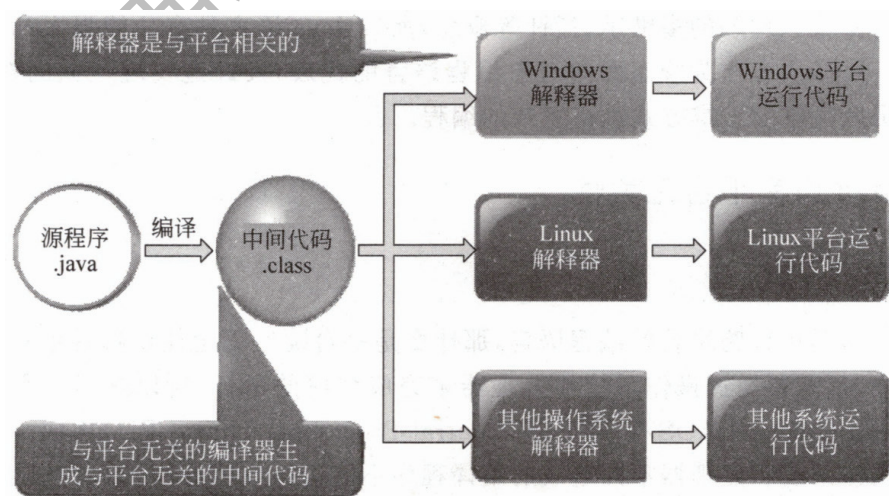 解释器是与平台相关的
Windows
解释器
Windows平台
运行代码
源程序
.java
编译
中间代码
.class
Linux
解释器
Linux平台运
行代码
与平台无关的编译器生
成与平台无关的中间代码
其他操作系统
解释器
其他系统运
行代码